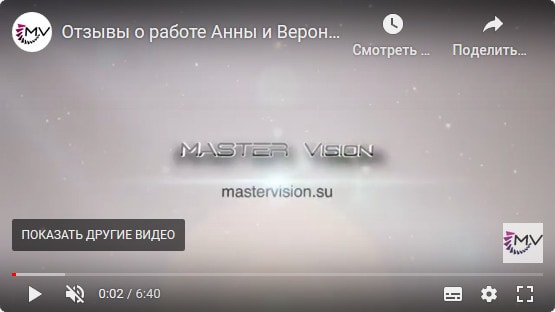 M.V
Отзывы о работе Анны и Верон...
Смотреть ...
Поделить...
MASTER VISION
mastervision.su
ПОКАЗАТЬ ДРУГИЕ ВИДЕО
M.V
0:02 / 6:40